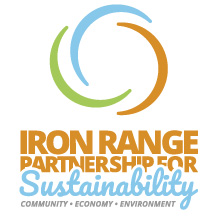 IRON RANGE
PARTNERSHIP FOR
Sustainability
COMMUNITY • ECONOMY • ENVIRONMENT